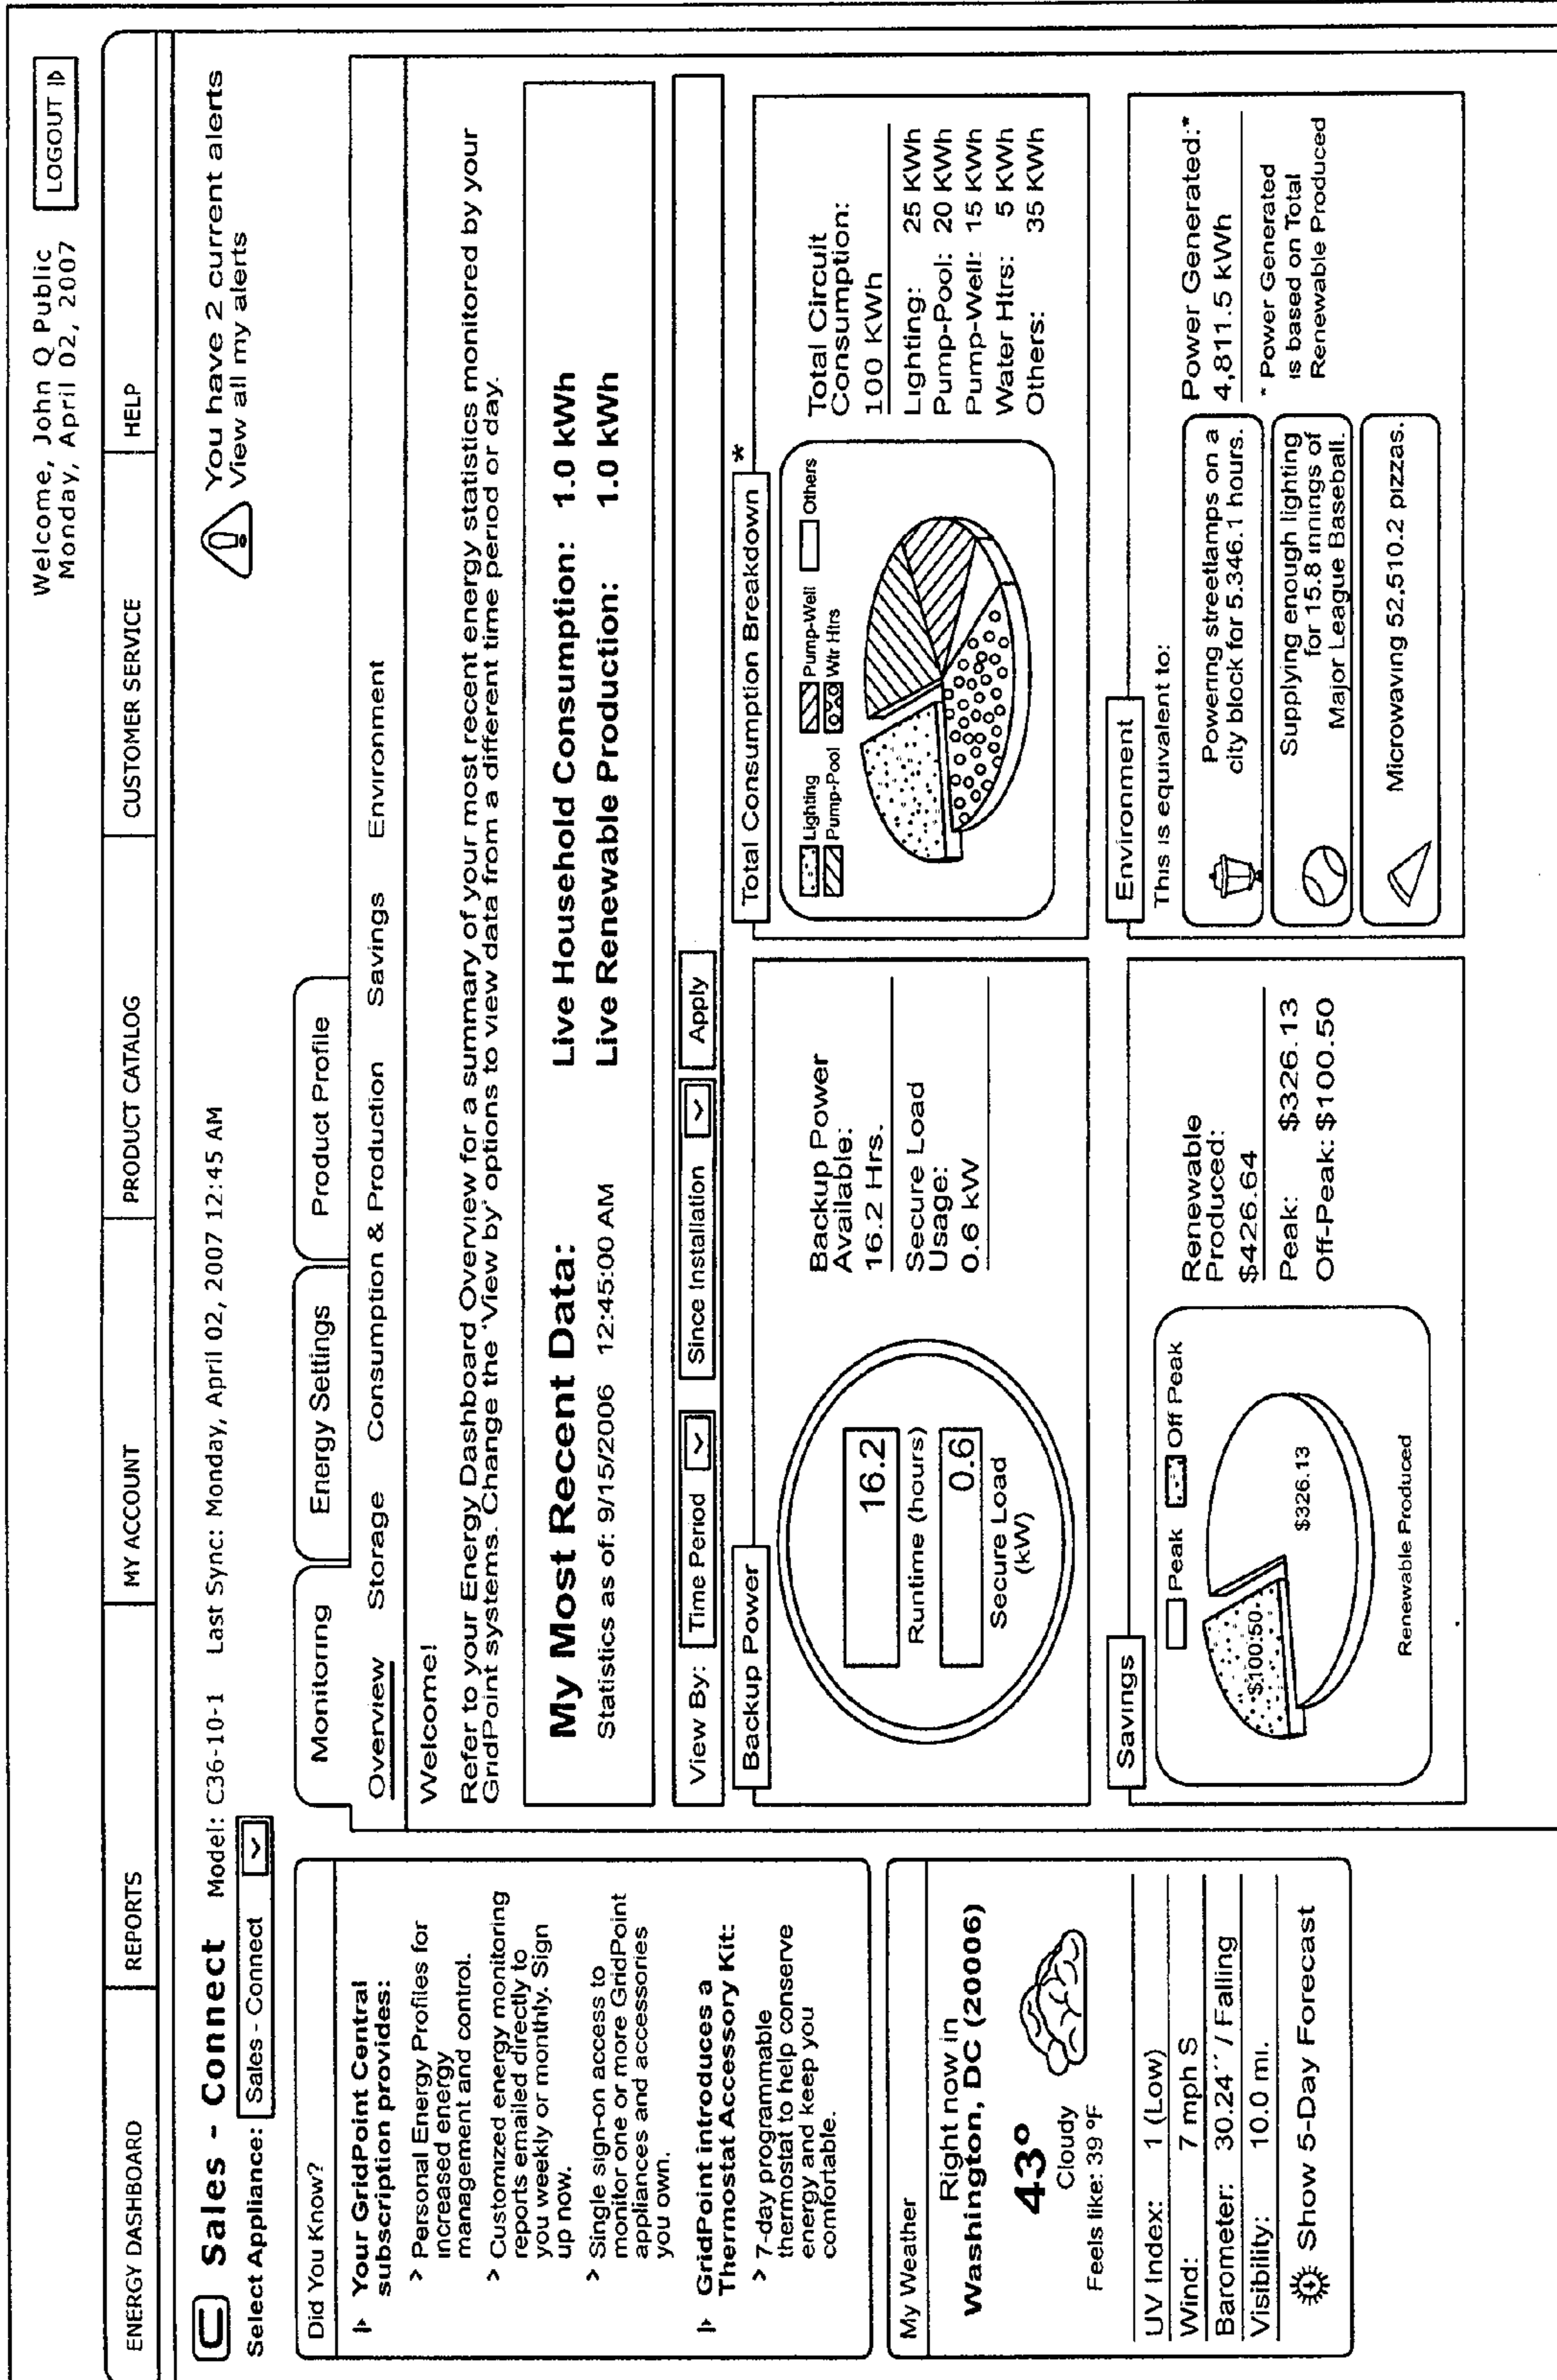 Welcome, John Q Public
Monday, April 02, 2007
LOGOUT
ENERGY DASHBOARD
REPORTS
MY ACCOUNT
PRODUCT CATALOG
CUSTOMER SERVICE
HELP
C Sales - Connect Model: C36-10-1 Last Sync: Monday, April 02, 2007 12:45 AM
You have 2 current alerts
View all my alerts
Select Appliance: Sales - Connect
Did You Know?
Your GridPoint Central
subscription provides:
> Personal Energy Profiles for
increased energy
management and control.
> Customized energy monitoring
reports emailed directly to
you weekly or monthly. Sign
up now.
> Single sign-on access to
monitor one or more GridPoint
appliances and accessories
you own.
GridPoint introduces a
Thermostat Accessory Kit:
> 7-day programmable
thermostat to help conserve
energy and keep you
comfortable.
My Weather
Right now in
Washington, DC (20006)
43°
Cloudy
Feels like: 39 °F
UV Index: 1 (Low)
Wind: 7 mph S
Barometer: 30.24´´ / Falling
Visibility: 10.0 mi.
Show 5-Day Forecast
Monitoring
Energy Settings
Product Profile
Overview Storage Consumption & Production Savings Environment
Welcome!
Refer to your Energy Dashboard Overview for a summary of your most recent energy statistics monitored by your
GridPoint systems. Change the 'View by' options to view data from a different time period or day.
My Most Recent Data:
Statistics as of: 9/15/2006 12:45:00 AM
Live Household Consumption: 1.0 kWh
Live Renewable Production: 1.0 kWh
View By: Time Period Since Installation Apply
Backup Power
16.2
Runtime (hours)
0.6
Secure Load
(kW)
Backup Power
Available:
16.2 Hrs.
Secure Load
Usage:
0.6 kW
Total Consumption Breakdown *
Lighting Pump-Well Others
Pump-Pool Wtr Htrs
Total Circuit
Consumption:
100 KWh
Lighting: 25 KWh
Pump-Pool: 20 KWh
Pump-Well: 15 KWh
Water Htrs: 5 KWh
Others: 35 KWh
Savings
Peak Off Peak
$100.50
$326.13
Renewable Produced
Renewable
Produced:
$426.64
Peak: $326.13
Off-Peak: $100.50
Environment
This is equivalent to:
Powering streetlamps on a
city block for 5.346.1 hours.
Supplying enough lighting
for 15.8 innings of
Major League Baseball.
Microwaving 52,510.2 pizzas.
Power Generated:*
4,811.5 kWh
* Power Generated
is based on Total
Renewable Produced